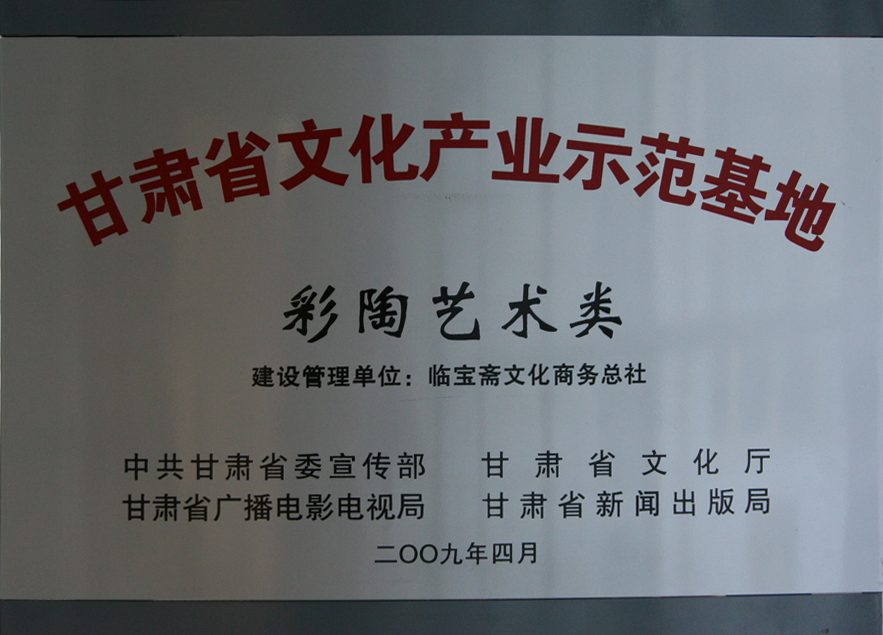 甘肃省文化产业示范基地
彩陶艺术类
建设管理单位：临宝斋文化商务总社
中共甘肃省委宣传部 甘肃省文化厅
甘肃省广播电影电视局 甘肃省新闻出版局
二〇〇九年四月